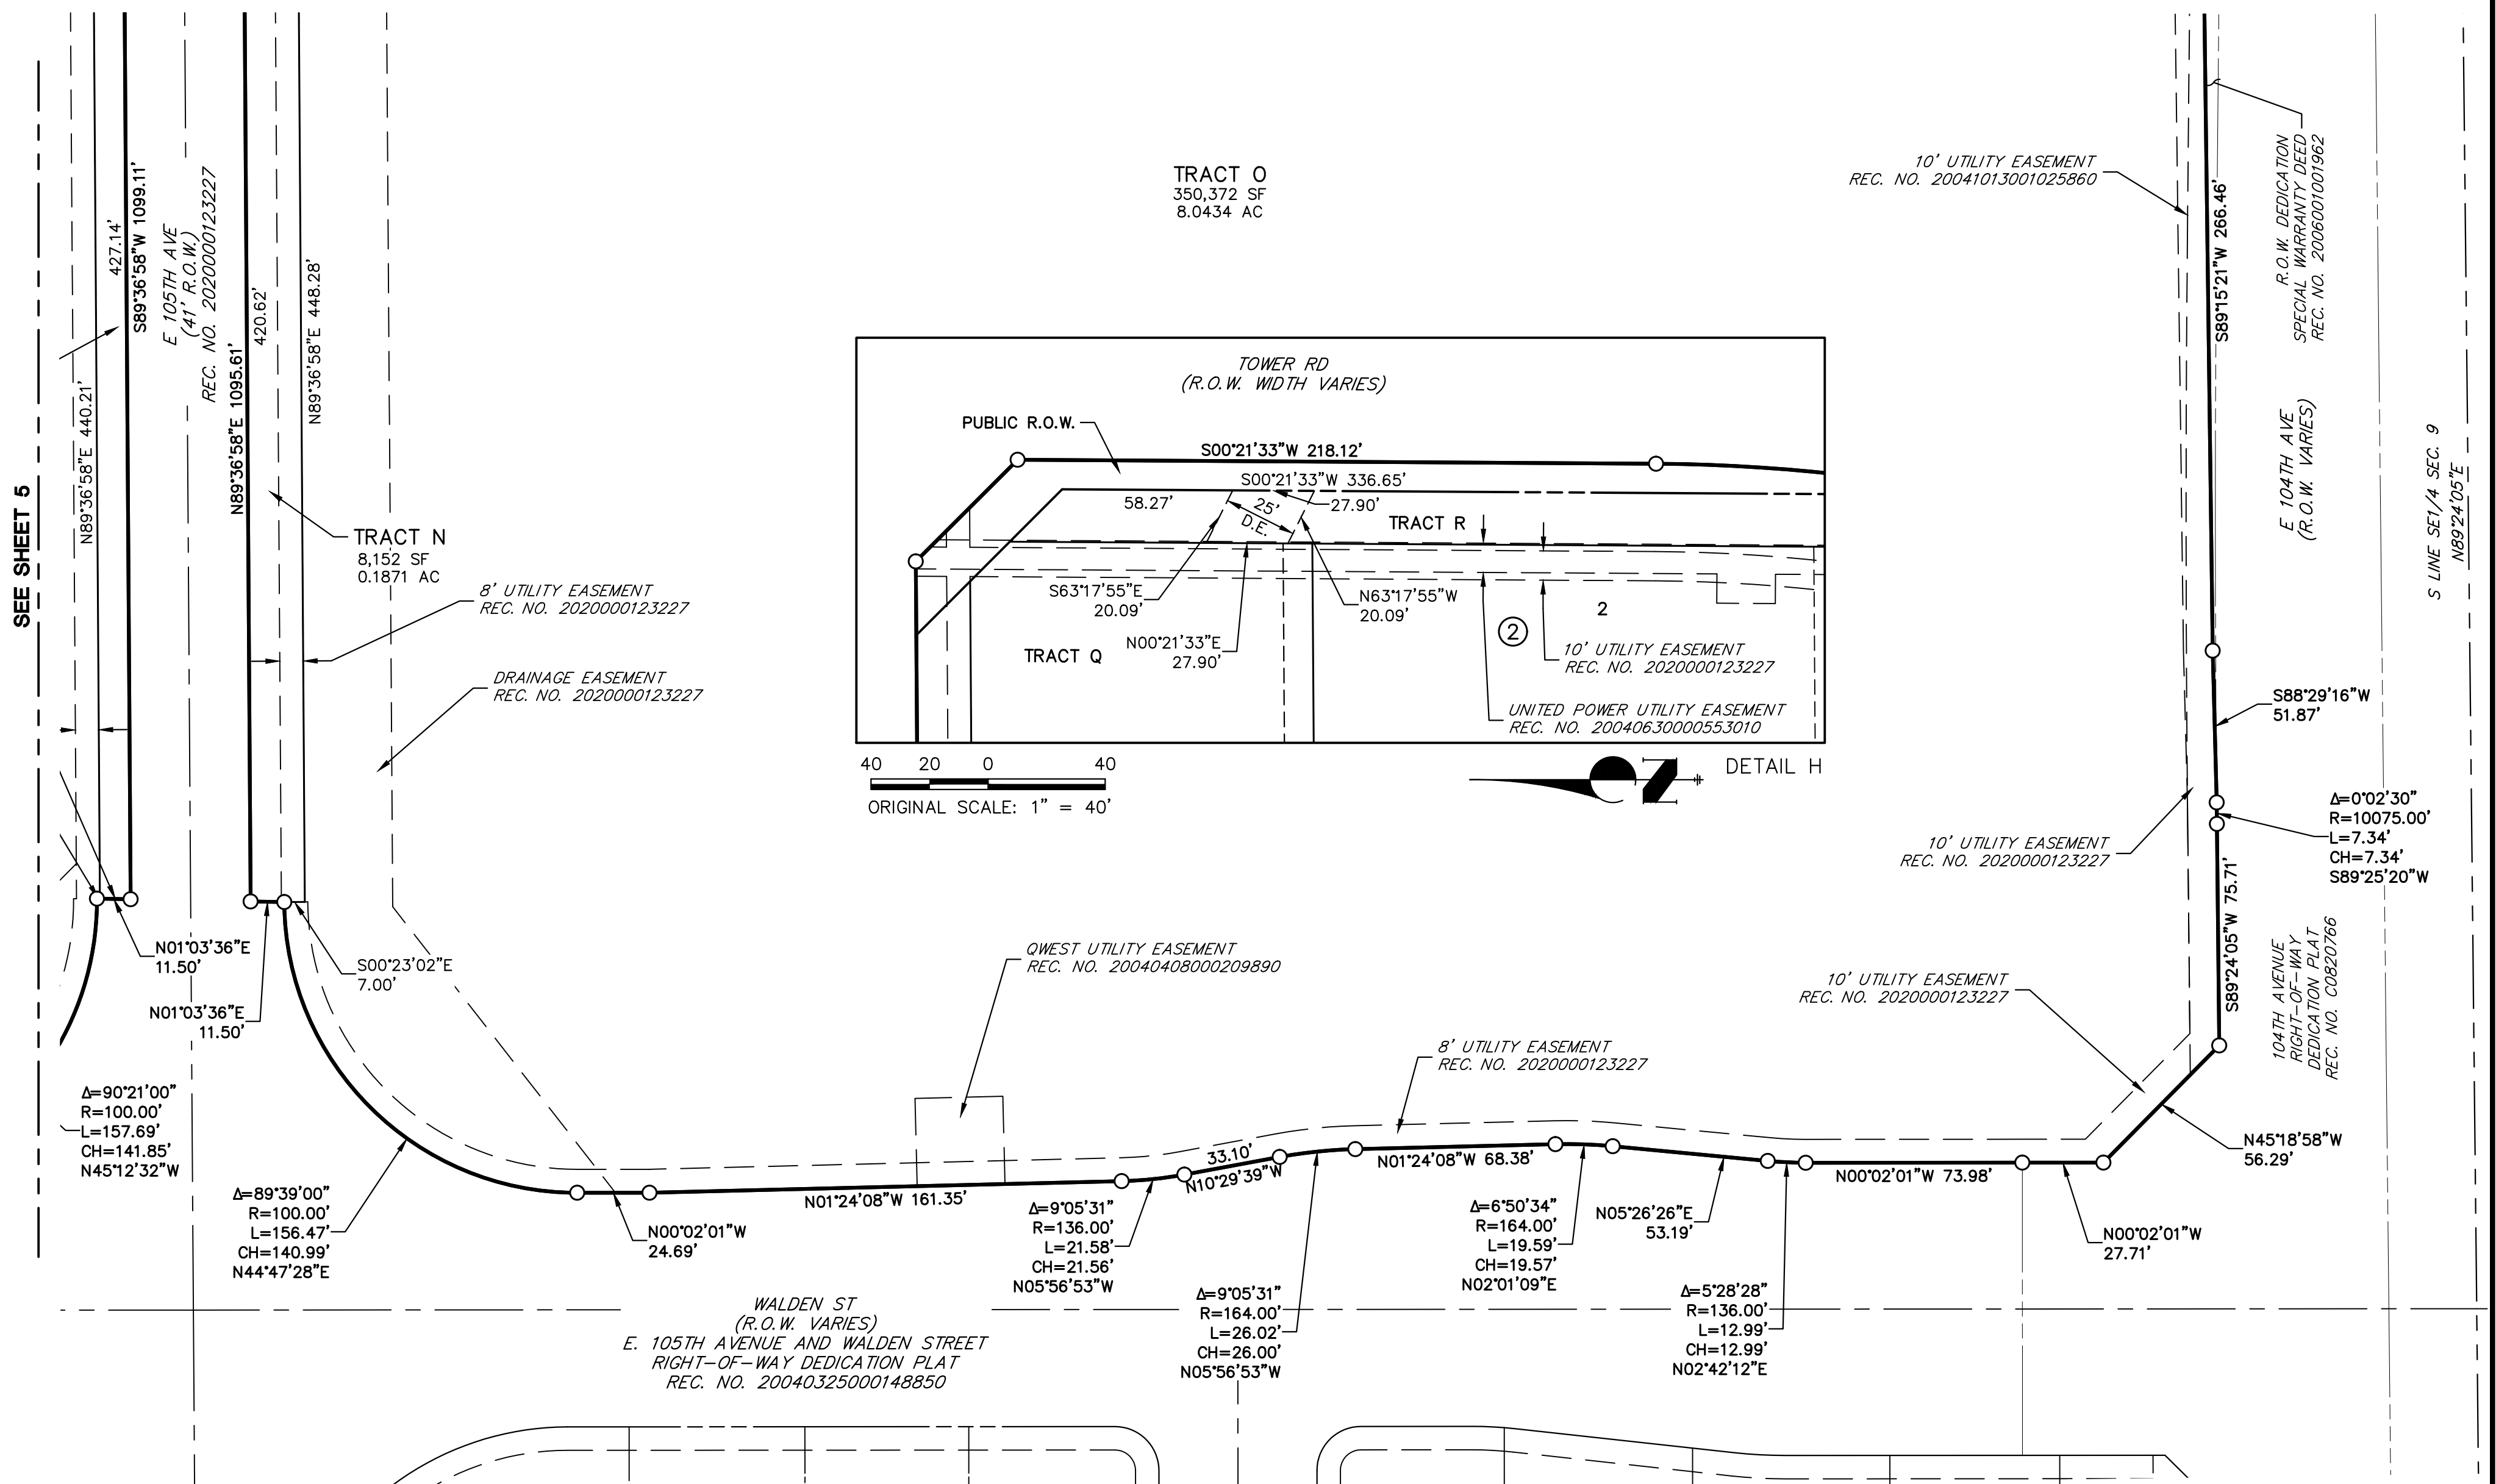 SEE SHEET 5
N89°36'58"E 440.21'
427.14'
S89°36'58"W 1099.11'
E 105TH AVE
(41' R.O.W.)
REC. NO. 2020000123227
N89°36'58"E 1095.61'
420.62'
N89°36'58"E 448.28'
TRACT N
8,152 SF
0.1871 AC
8' UTILITY EASEMENT
REC. NO. 2020000123227
DRAINAGE EASEMENT
REC. NO. 2020000123227
TRACT O
350,372 SF
8.0434 AC
TOWER RD
(R.O.W. WIDTH VARIES)
PUBLIC R.O.W.
S00°21'33"W 218.12'
S00°21'33"W 336.65'
58.27'
25'
D.E.
27.90'
TRACT R
S63°17'55"E
20.09'
N63°17'55"W
20.09'
N00°21'33"E
27.90'
TRACT Q
2
2
10' UTILITY EASEMENT
REC. NO. 2020000123227
UNITED POWER UTILITY EASEMENT
REC. NO. 20040630000553010
40 20 0 40
ORIGINAL SCALE: 1" = 40'
N
DETAIL H
10' UTILITY EASEMENT
REC. NO. 20041013001025860
S89°15'21"W 266.46'
R.O.W. DEDICATION
SPECIAL WARRANTY DEED
REC. NO. 2006001001962
E 104TH AVE
(R.O.W. VARIES)
S LINE SE1/4 SEC. 9
N89°24'05"E
S88°29'16"W
51.87'
Δ=0°02'30"
R=10075.00'
L=7.34'
CH=7.34'
S89°25'20"W
10' UTILITY EASEMENT
REC. NO. 2020000123227
S89°24'05"W 75.71'
104TH AVENUE
RIGHT-OF-WAY
DEDICATION PLAT
REC. NO. C0820766
10' UTILITY EASEMENT
REC. NO. 2020000123227
N45°18'58"W
56.29'
N01°03'36"E
11.50'
N01°03'36"E
11.50'
S00°23'02"E
7.00'
QWEST UTILITY EASEMENT
REC. NO. 20040408000209890
8' UTILITY EASEMENT
REC. NO. 2020000123227
Δ=90°21'00"
R=100.00'
L=157.69'
CH=141.85'
N45°12'32"W
Δ=89°39'00"
R=100.00'
L=156.47'
CH=140.99'
N44°47'28"E
N00°02'01"W
24.69'
N01°24'08"W 161.35'
Δ=9°05'31"
R=136.00'
L=21.58'
CH=21.56'
N05°56'53"W
33.10'
N10°29'39"W
Δ=9°05'31"
R=164.00'
L=26.02'
CH=26.00'
N05°56'53"W
N01°24'08"W 68.38'
Δ=6°50'34"
R=164.00'
L=19.59'
CH=19.57'
N02°01'09"E
N05°26'26"E
53.19'
Δ=5°28'28"
R=136.00'
L=12.99'
CH=12.99'
N02°42'12"E
N00°02'01"W 73.98'
N00°02'01"W
27.71'
WALDEN ST
(R.O.W. VARIES)
E. 105TH AVENUE AND WALDEN STREET
RIGHT-OF-WAY DEDICATION PLAT
REC. NO. 20040325000148850